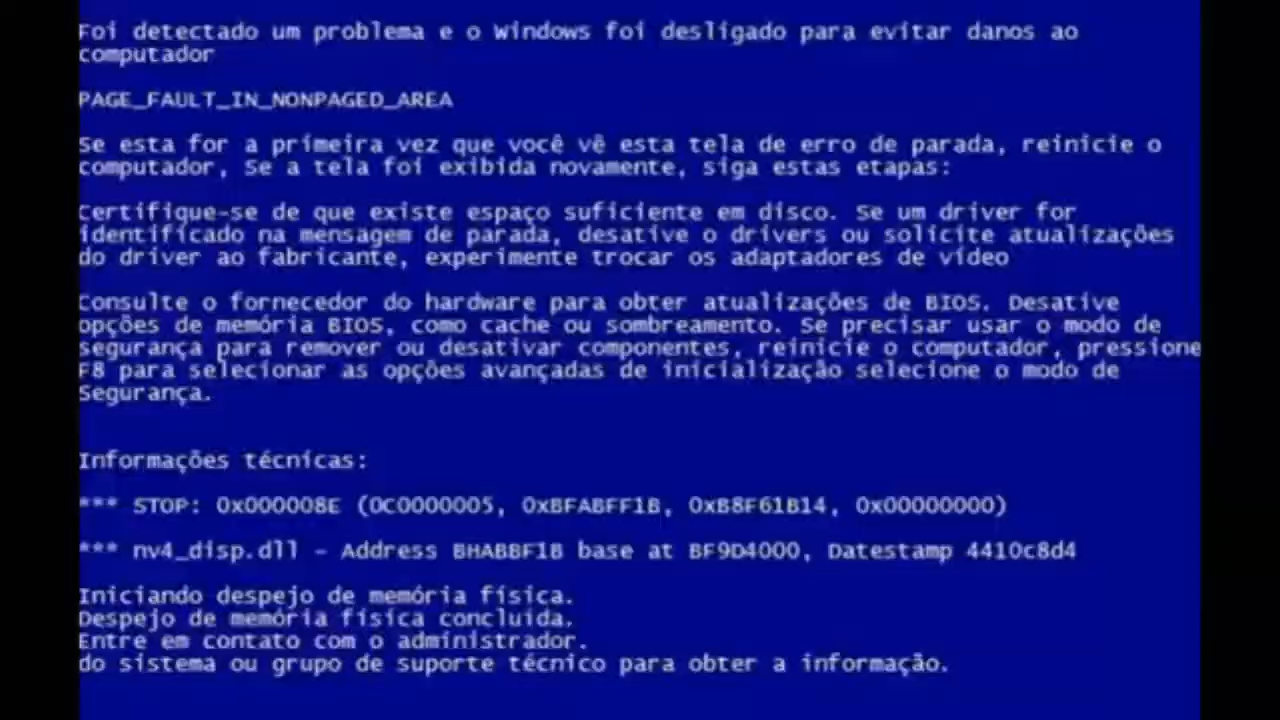 Foi detectado um problema e o Windows foi desligado para evitar danos ao
computador
PAGE_FAULT_IN_NONPAGED_AREA
Se esta for a primeira vez que você vê esta tela de erro de parada, reinicie o
computador, Se a tela foi exibida novamente, siga estas etapas:
Certifique-se de que existe espaço suficiente em disco. Se um driver for
identificado na mensagem de parada, desative o drivers ou solicite atualizações
do driver ao fabricante, experimente trocar os adaptadores de vídeo
Consulte o fornecedor do hardware para obter atualizações de BIOS. Desative
opções de memória BIOS, como cache ou sombreamento. Se precisar usar o modo de
segurança para remover ou desativar componentes, reinicie o computador, pressione
F8 para selecionar as opções avançadas de inicialização selecione o modo de
Segurança.
Informações técnicas:
*** STOP: 0x000008E (0C0000005, 0xBFABFF1B, 0xB8F61B14, 0x00000000)
*** nv4_disp.dll - Address BHABBF1B base at BF9D4000, Datestamp 4410c8d4
Iniciando despejo de memória física.
Despejo de memória física concluida.
Entre em contato com o administrador.
do sistema ou grupo de suporte técnico para obter a informação.